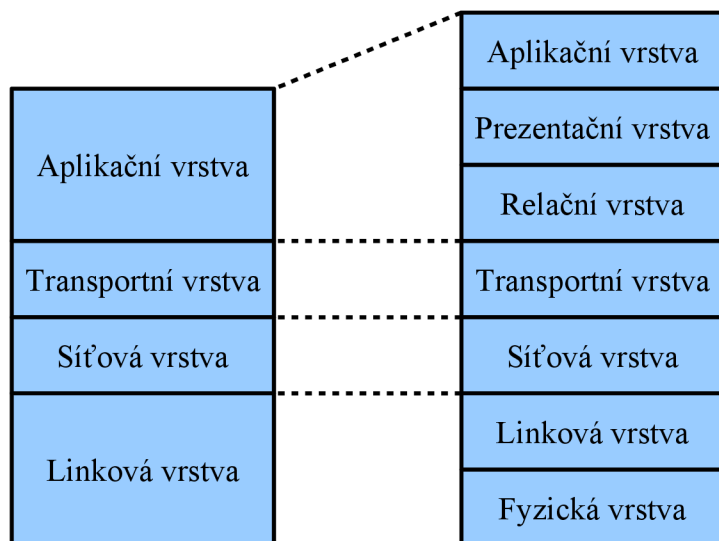 Aplikační vrstva
Transportní vrstva
Síťová vrstva
Linková vrstva
Aplikační vrstva
Prezentační vrstva
Relační vrstva
Transportní vrstva
Síťová vrstva
Linková vrstva
Fyzická vrstva